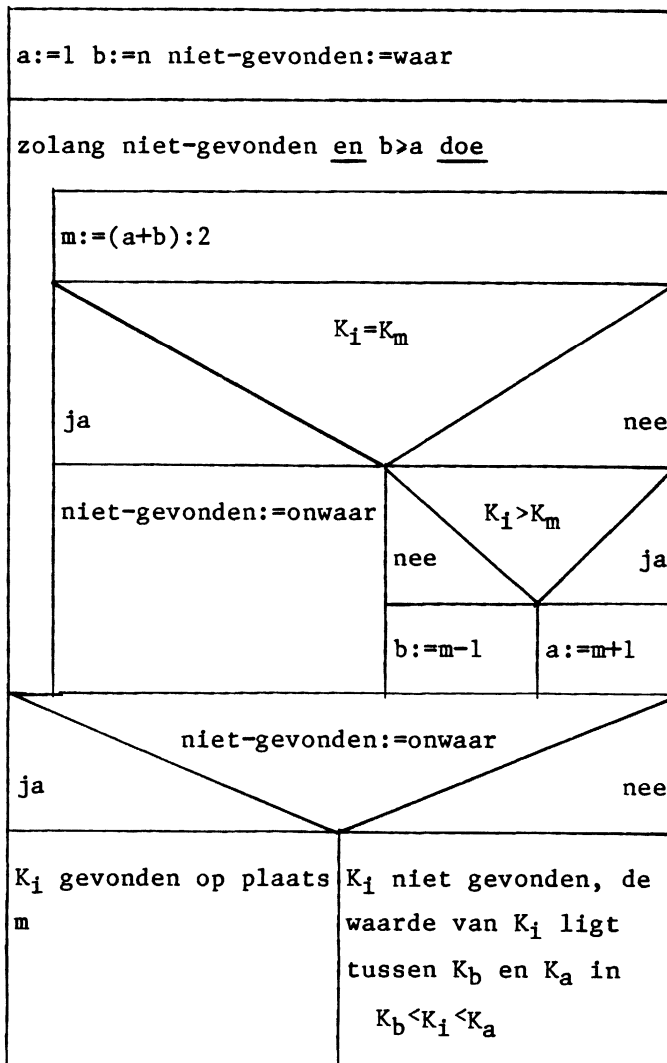 a:=1 b:=n niet-gevonden:=waar
zolang niet-gevonden en b⩾a doe
m:=(a+b):2
Ki=Km
ja
nee
niet-gevonden:=onwaar
Ki>Km
nee
ja
b:=m-1
a:=m+1
niet-gevonden:=onwaar
ja
nee
Ki gevonden op plaats
m
Ki niet gevonden, de
waarde van Ki ligt
tussen Kb en Ka in
Kb<Ki<Ka